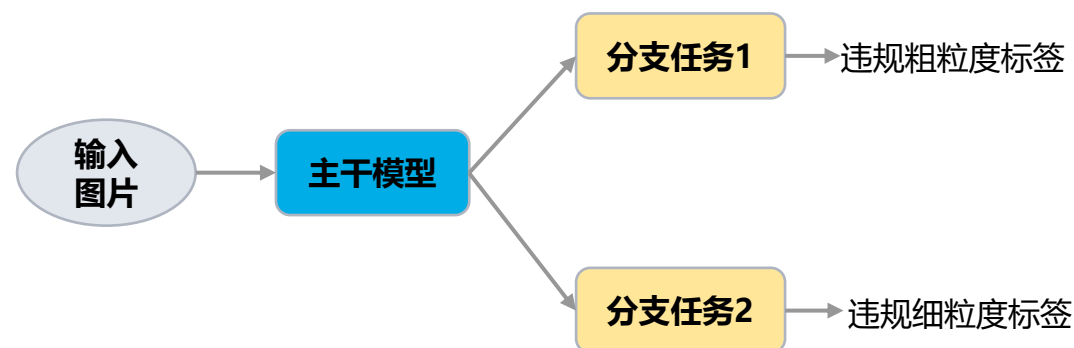 分支任务1
违规粗粒度标签
输入
图片
主干模型
分支任务2
违规细粒度标签